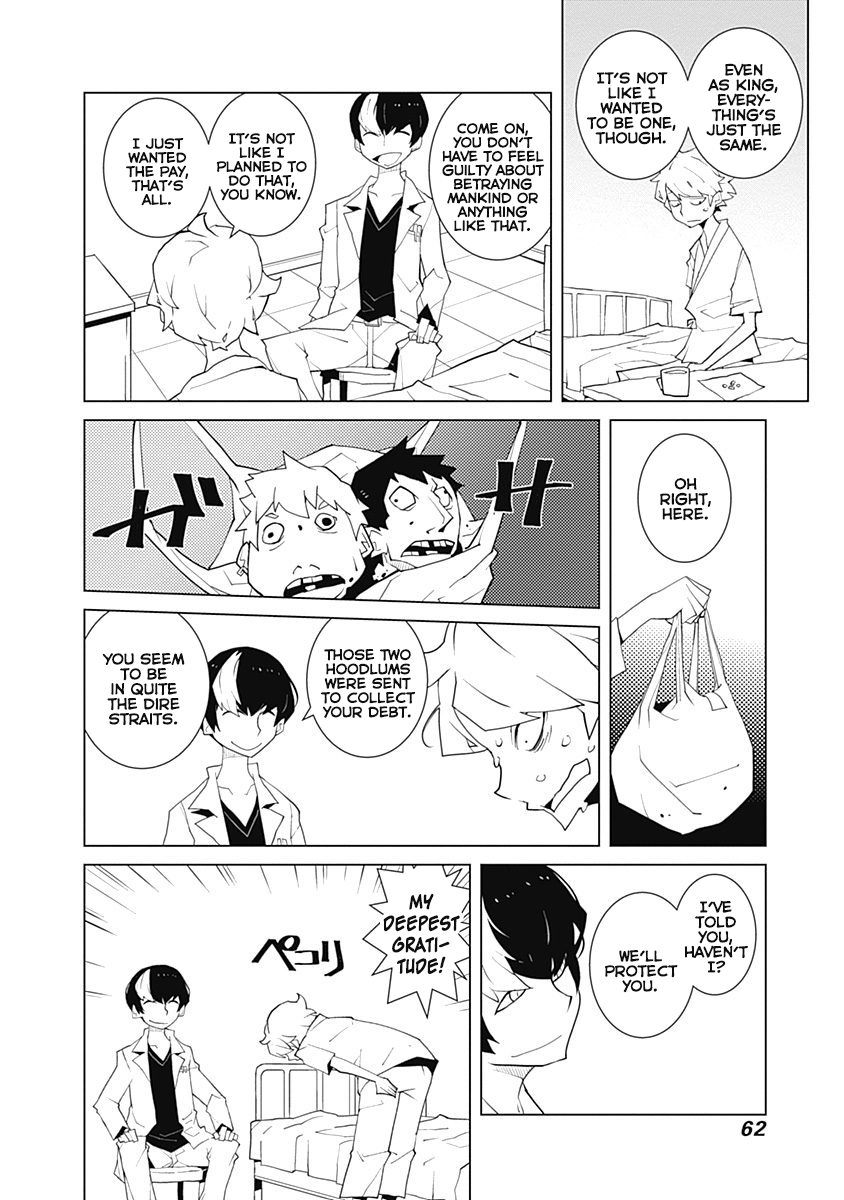 EVEN
AS KING,
EVERY-
THING'S
JUST THE
SAME.
IT'S NOT
LIKE I
WANTED
TO BE ONE,
THOUGH.
COME ON,
YOU DON'T
HAVE TO FEEL
GUILTY ABOUT
BETRAYING
MANKIND OR
ANYTHING
LIKE THAT.
IT'S NOT
LIKE I
PLANNED TO
DO THAT,
YOU KNOW.
I JUST
WANTED
THE PAY,
THAT'S
ALL.
OH
RIGHT,
HERE.
ガサ
THOSE TWO
HOODLUMS
WERE SENT
TO COLLECT
YOUR DEBT.
YOU SEEM
TO BE
IN QUITE
THE DIRE
STRAITS.
I'VE
TOLD
YOU,
HAVEN'T
I?
WE'LL
PROTECT
YOU.
MY
DEEPEST
GRATI-
TUDE!
ペコリ
62